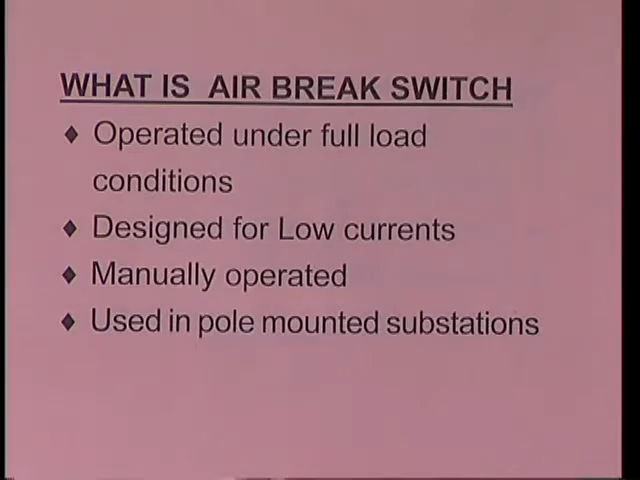 WHAT IS AIR BREAK SWITCH
♦ Operated under full load
conditions
♦ Designed for Low currents
♦ Manually operated
♦ Used in pole mounted substations